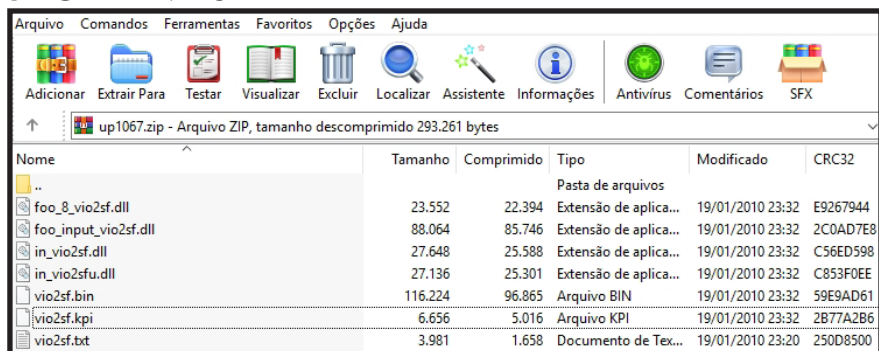 Arquivo Comandos Ferramentas Favoritos Opções Ajuda
Adicionar Extrair Para Testar Visualizar Excluir Localizar Assistente Informações Antivírus Comentários SFX
up1067.zip - Arquivo ZIP, tamanho descomprimido 293.261 bytes
Nome Tamanho Comprimido Tipo Modificado CRC32
.. Pasta de arquivos
foo_8_vio2sf.dll 23.552 22.394 Extensão de aplica... 19/01/2010 23:32 E9267944
foo_input_vio2sf.dll 88.064 85.746 Extensão de aplica... 19/01/2010 23:32 2C0AD7E8
in_vio2sf.dll 27.648 25.588 Extensão de aplica... 19/01/2010 23:32 C56ED598
in_vio2sfu.dll 27.136 25.301 Extensão de aplica... 19/01/2010 23:32 C853F0EE
vio2sf.bin 116.224 96.865 Arquivo BIN 19/01/2010 23:32 59E9AD61
vio2sf.kpi 6.656 5.016 Arquivo KPI 19/01/2010 23:32 2B77A2B6
vio2sf.txt 3.981 1.658 Documento de Tex... 19/01/2010 23:20 250D8500